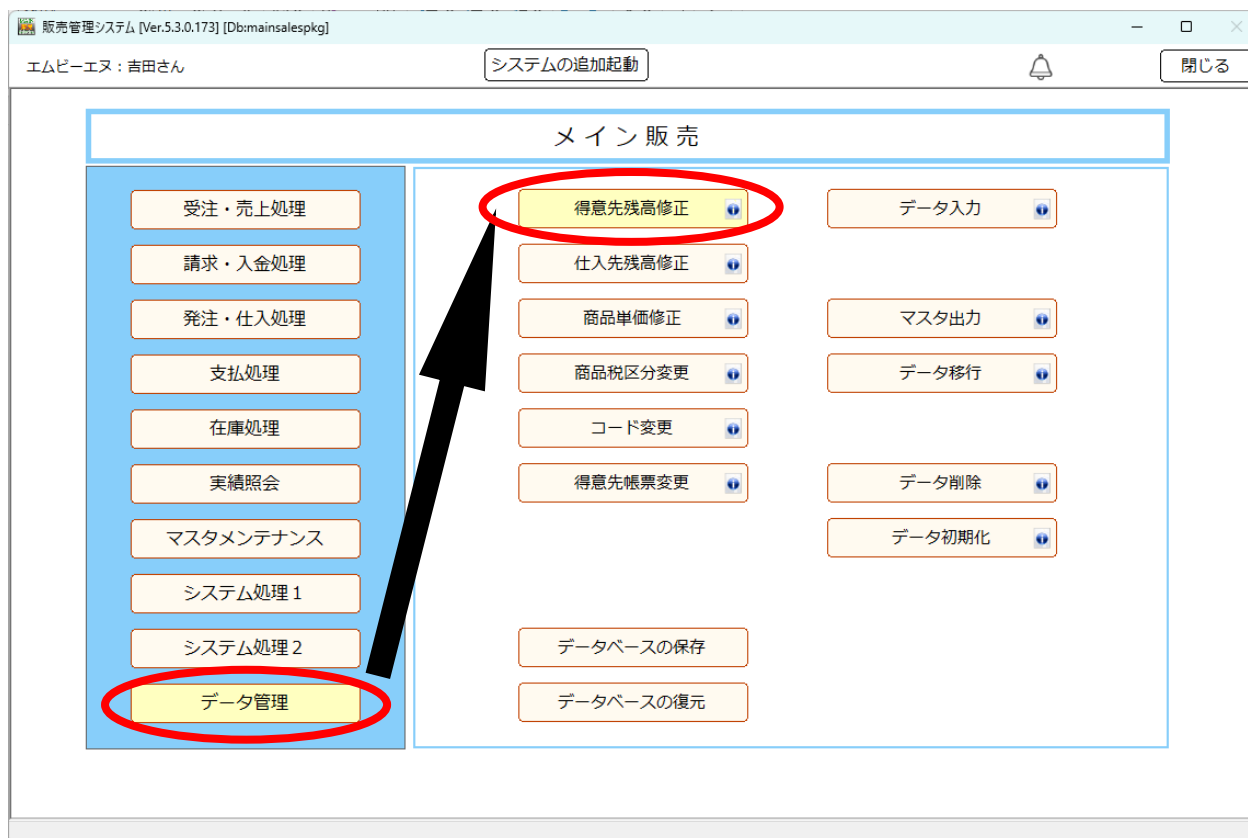 販売管理システム [Ver.5.3.0.173] [Db:mainsalespkg]
エムビーエヌ：吉田さん
システムの追加起動
閉じる
メイン販売
受注・売上処理
請求・入金処理
発注・仕入処理
支払処理
在庫処理
実績照会
マスタメンテナンス
システム処理１
システム処理２
データ管理
得意先残高修正
仕入先残高修正
商品単価修正
商品税区分変更
コード変更
得意先帳票変更
データベースの保存
データベースの復元
データ入力
マスタ出力
データ移行
データ削除
データ初期化